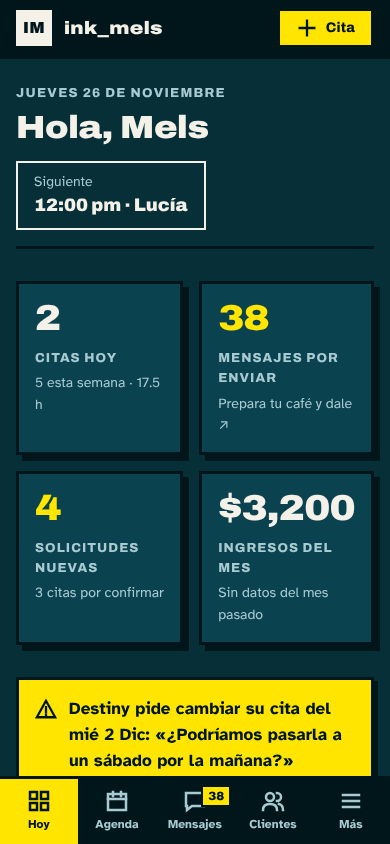 IM ink_mels + Cita
JUEVES 26 DE NOVIEMBRE
Hola, Mels
Siguiente
12:00 pm · Lucía
2
CITAS HOY
5 esta semana · 17.5
h
38
MENSAJES POR
ENVIAR
Prepara tu café y dale
↗
4
SOLICITUDES
NUEVAS
3 citas por confirmar
$3,200
INGRESOS DEL
MES
Sin datos del mes
pasado
Destiny pide cambiar su cita del
mié 2 Dic: «¿Podríamos pasarla a
un sábado por la mañana?»
38
Hoy Agenda Mensajes Clientes Más